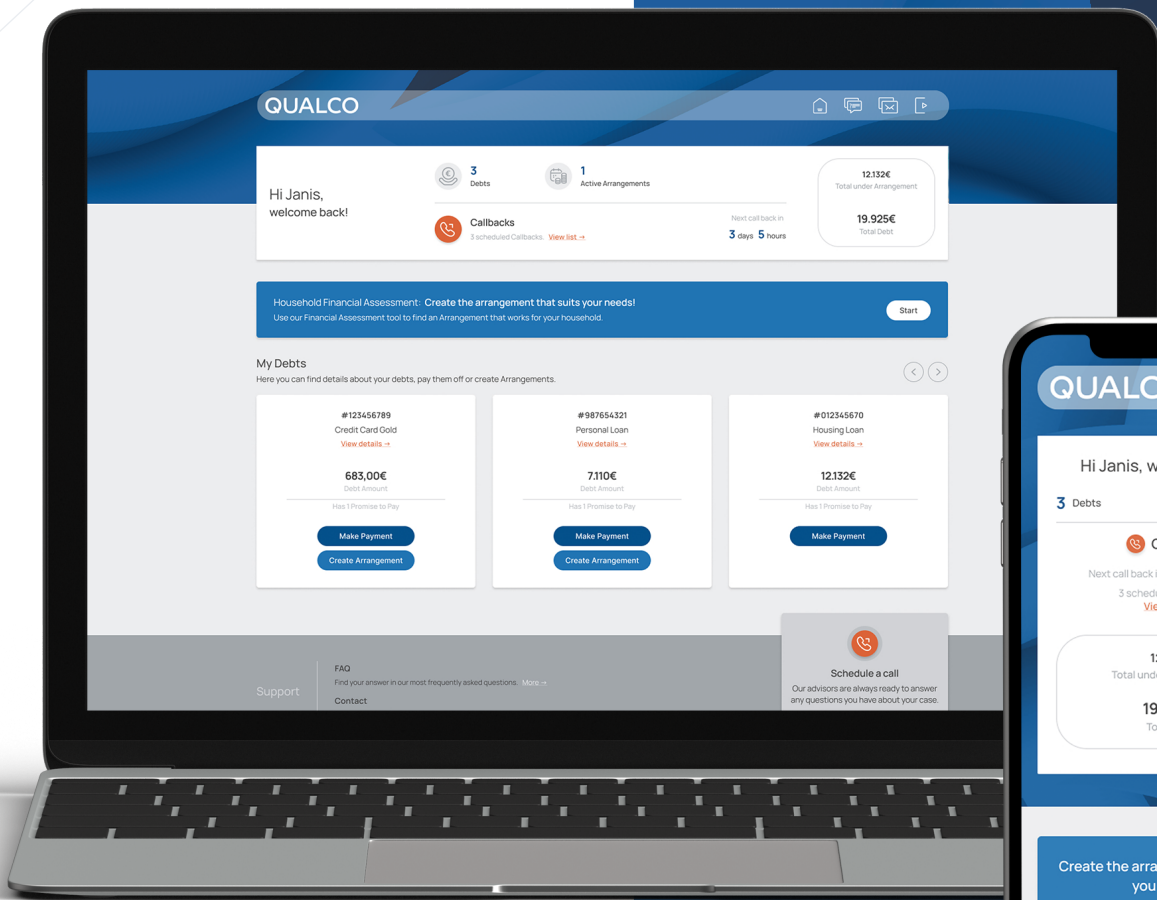 QUALCO
Hi Janis,
welcome back!
3
Debts
1
Active Arrangements
Callbacks
3 scheduled Callbacks. View list →
Next call back in
3 days 5 hours
12.132€
Total under Arrangement
19.925€
Total Debt
Household Financial Assessment: Create the arrangement that suits your needs!
Use our Financial Assessment tool to find an Arrangement that works for your household.
Start
My Debts
Here you can find details about your debts, pay them off or create Arrangements.
#123456789
Credit Card Gold
View details →
683,00€
Debt Amount
Has 1 Promise to Pay
Make Payment
Create Arrangement
#987654321
Personal Loan
View details →
7.110€
Debt Amount
Has 1 Promise to Pay
Make Payment
Create Arrangement
#012345670
Housing Loan
View details →
12.132€
Debt Amount
Has 1 Promise to Pay
Make Payment
Support
FAQ
Find your answer in our most frequently asked questions. More →
Contact
Schedule a call
Our advisors are always ready to answer
any questions you have about your case.
QUALC
Hi Janis, w
3 Debts
C
Next call back i
3 sched
Vie
1
Total und
19
To
Create the arra
you